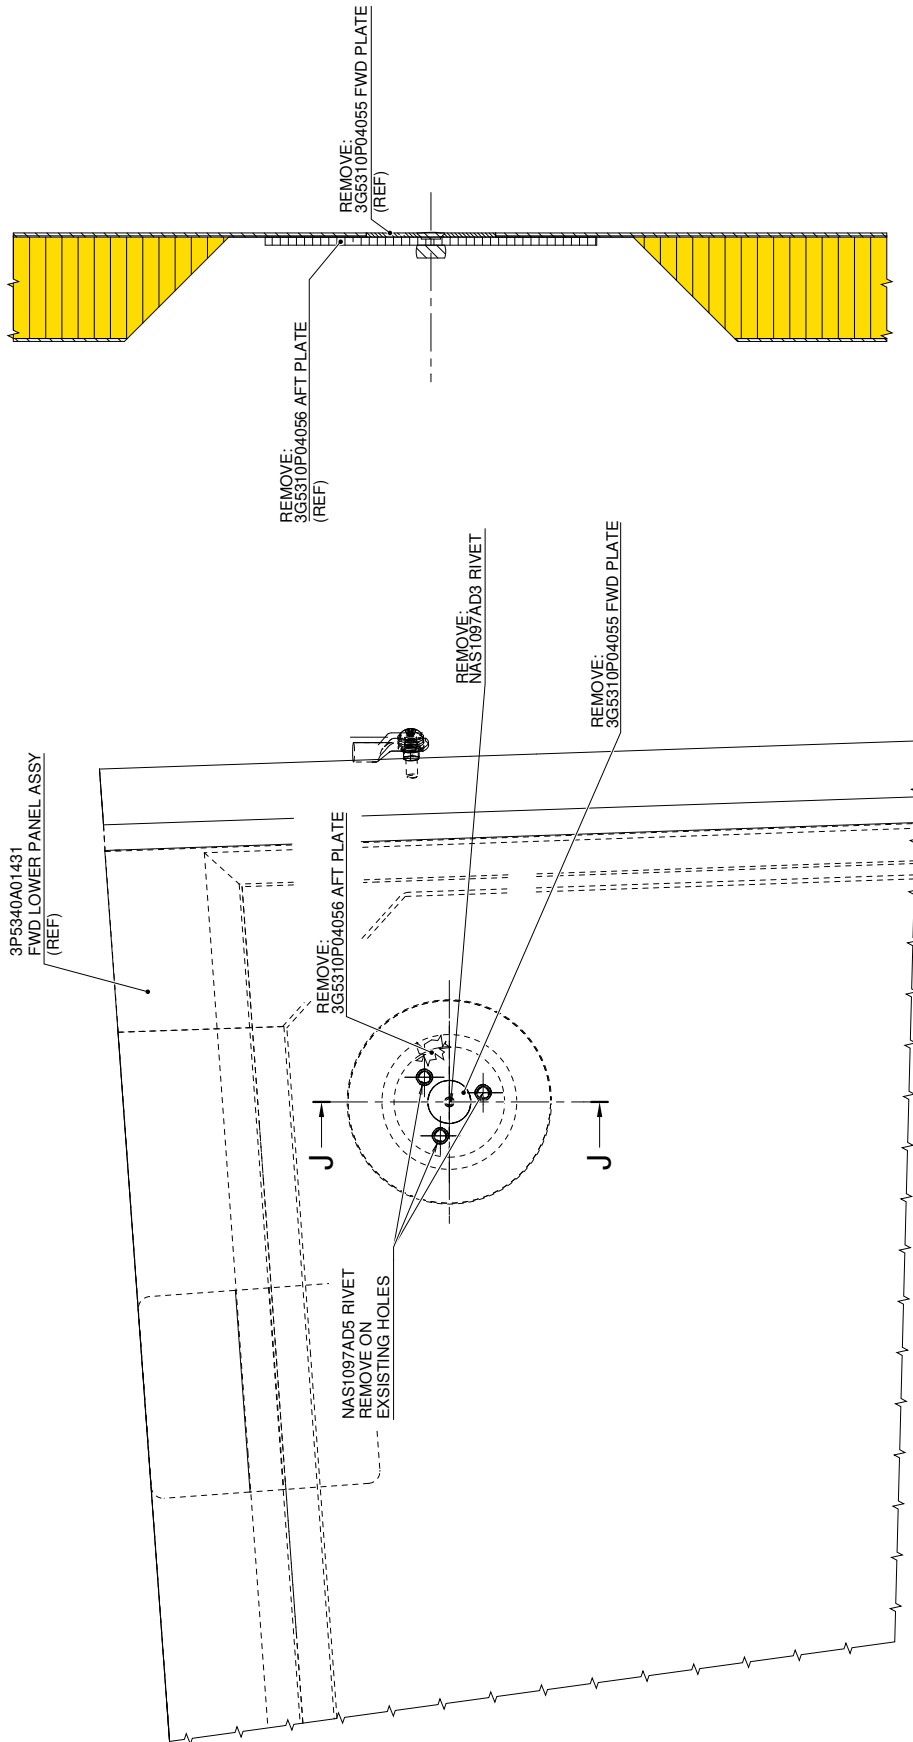 3P5340A01431
FWD LOWER PANEL ASSY
(REF)
NAS1097AD5 RIVET
REMOVE ON
EXSISTING HOLES
REMOVE:
3G5310P04056 AFT PLATE
J
J
REMOVE:
NAS1097AD3 RIVET
REMOVE:
3G5310P04055 FWD PLATE
REMOVE:
3G5310P04056 AFT PLATE
(REF)
REMOVE:
3G5310P04055 FWD PLATE
(REF)